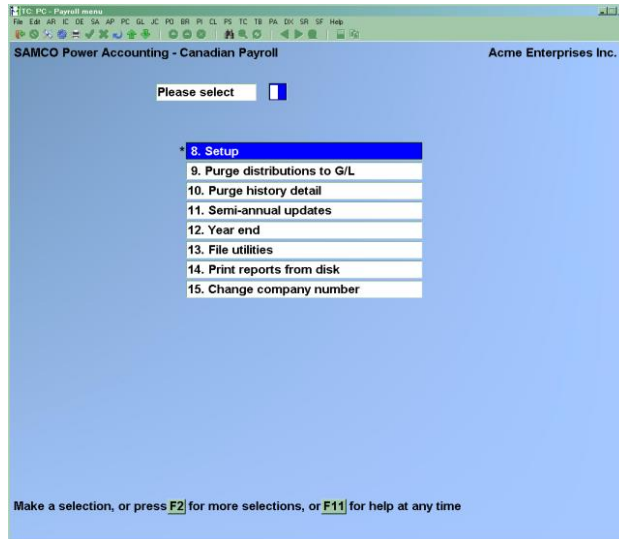 TC: PC - Payroll menu
File Edit AR IC OE SA AP PC GL JC PO BR PI CL PS TC TB PA DX SR SF Help
SAMCO Power Accounting - Canadian Payroll Acme Enterprises Inc.
Please select
* 8. Setup
9. Purge distributions to G/L
10. Purge history detail
11. Semi-annual updates
12. Year end
13. File utilities
14. Print reports from disk
15. Change company number
Make a selection, or press F2 for more selections, or F11 for help at any time